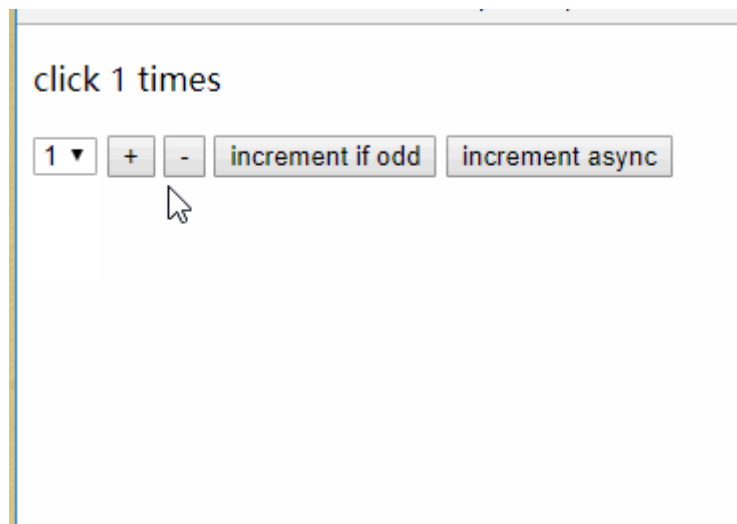 click 1 times
1 + - increment if odd increment async